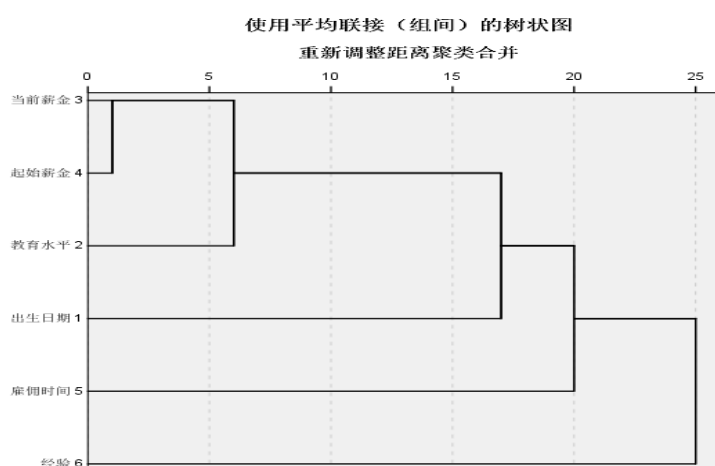 使用平均联接（组间）的树状图
重新调整距离聚类合并
0 5 10 15 20 25
当前薪金 3
起始薪金 4
教育水平 2
出生日期 1
雇佣时间 5
经验 6